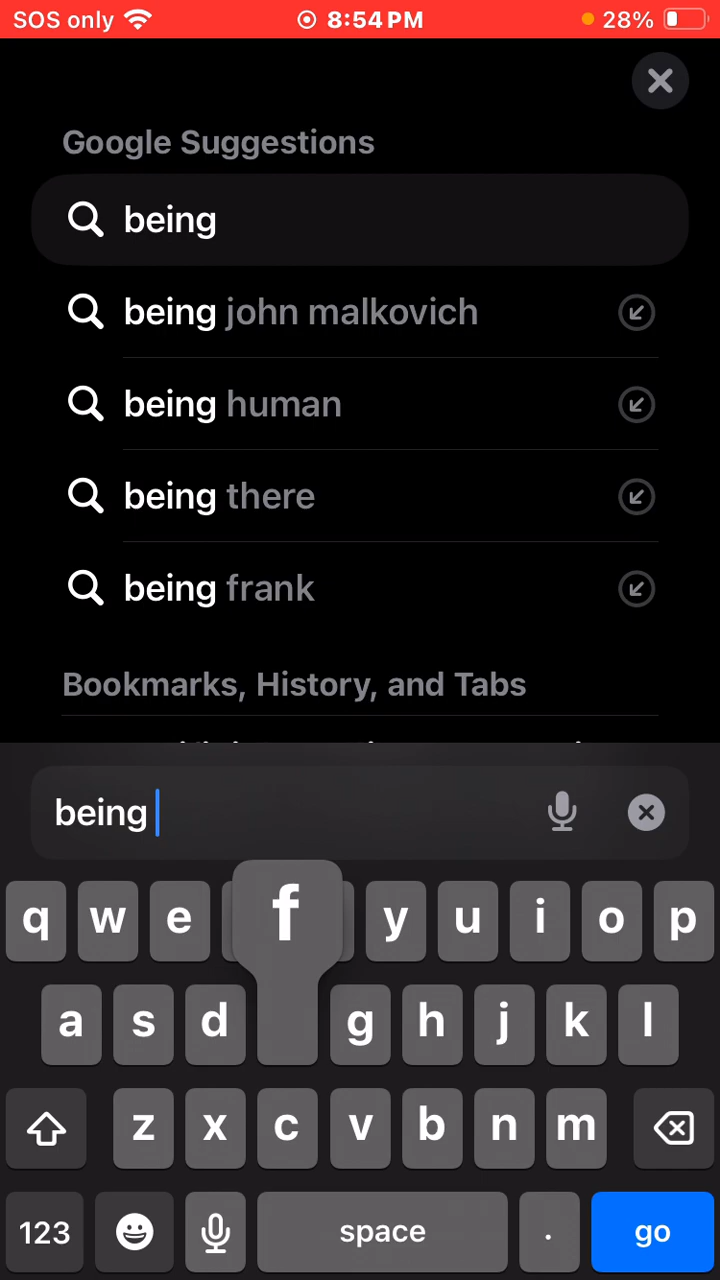 SOS only 8:54 PM 28%
Google Suggestions
being
being john malkovich
being human
being there
being frank
Bookmarks, History, and Tabs
being
q w e f y u i o p
a s d g h j k l
z x c v b n m
123 space . go